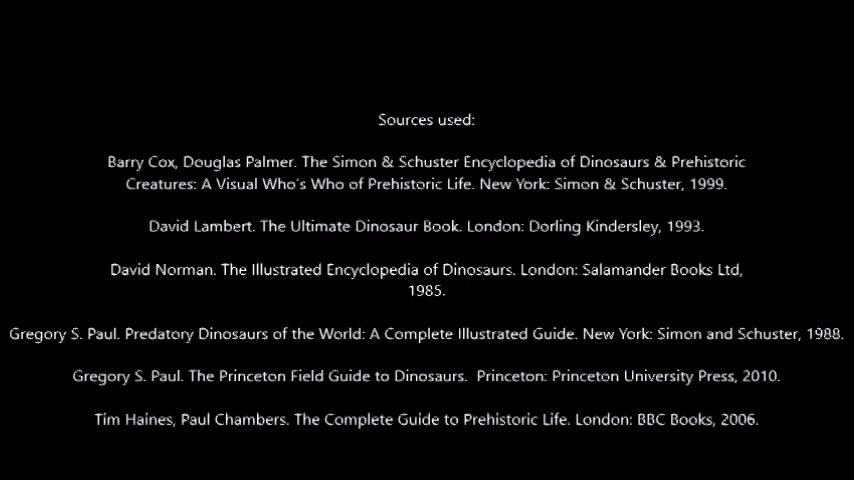 Sources used:
Barry Cox, Douglas Palmer. The Simon & Schuster Encyclopedia of Dinosaurs & Prehistoric
Creatures: A Visual Who's Who of Prehistoric Life. New York: Simon & Schuster, 1999.
David Lambert. The Ultimate Dinosaur Book. London: Dorling Kindersley, 1993.
David Norman. The Illustrated Encyclopedia of Dinosaurs. London: Salamander Books Ltd,
1985.
Gregory S. Paul. Predatory Dinosaurs of the World: A Complete Illustrated Guide. New York: Simon and Schuster, 1988.
Gregory S. Paul. The Princeton Field Guide to Dinosaurs.  Princeton: Princeton University Press, 2010.
Tim Haines, Paul Chambers. The Complete Guide to Prehistoric Life. London: BBC Books, 2006.